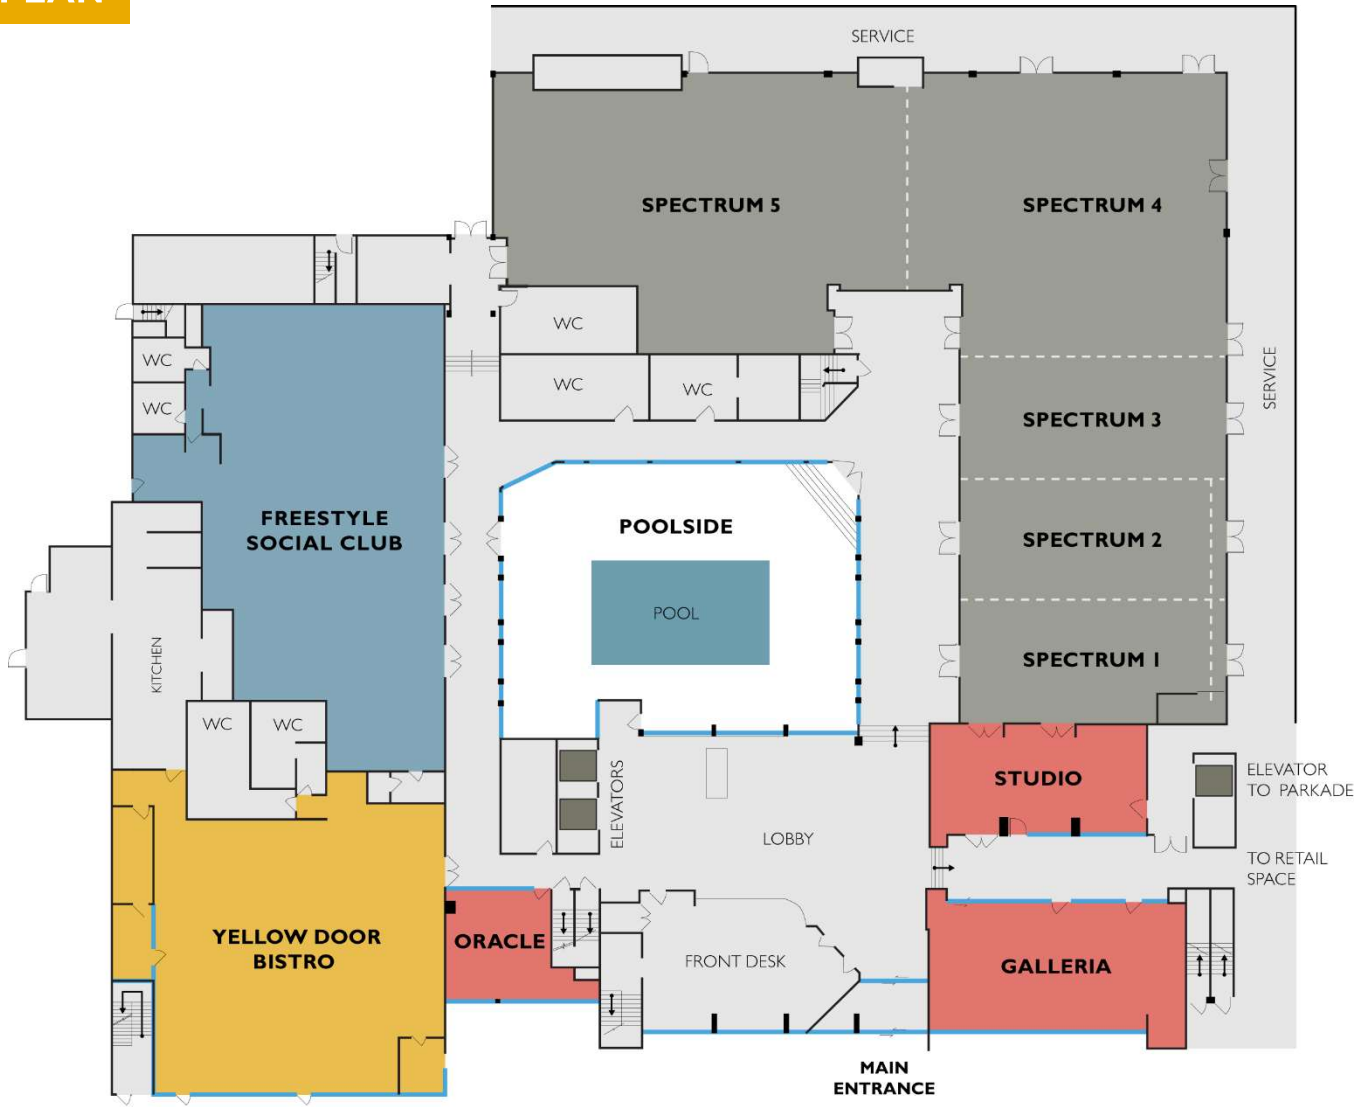 PLAN
SERVICE
SPECTRUM 5
SPECTRUM 4
WC
WC
WC
WC
WC
SERVICE
SPECTRUM 3
FREESTYLE
SOCIAL CLUB
POOLSIDE
SPECTRUM 2
POOL
KITCHEN
SPECTRUM 1
WC
WC
ELEVATORS
STUDIO
ELEVATOR
TO PARKADE
LOBBY
TO RETAIL
SPACE
YELLOW DOOR
BISTRO
ORACLE
FRONT DESK
GALLERIA
MAIN
ENTRANCE